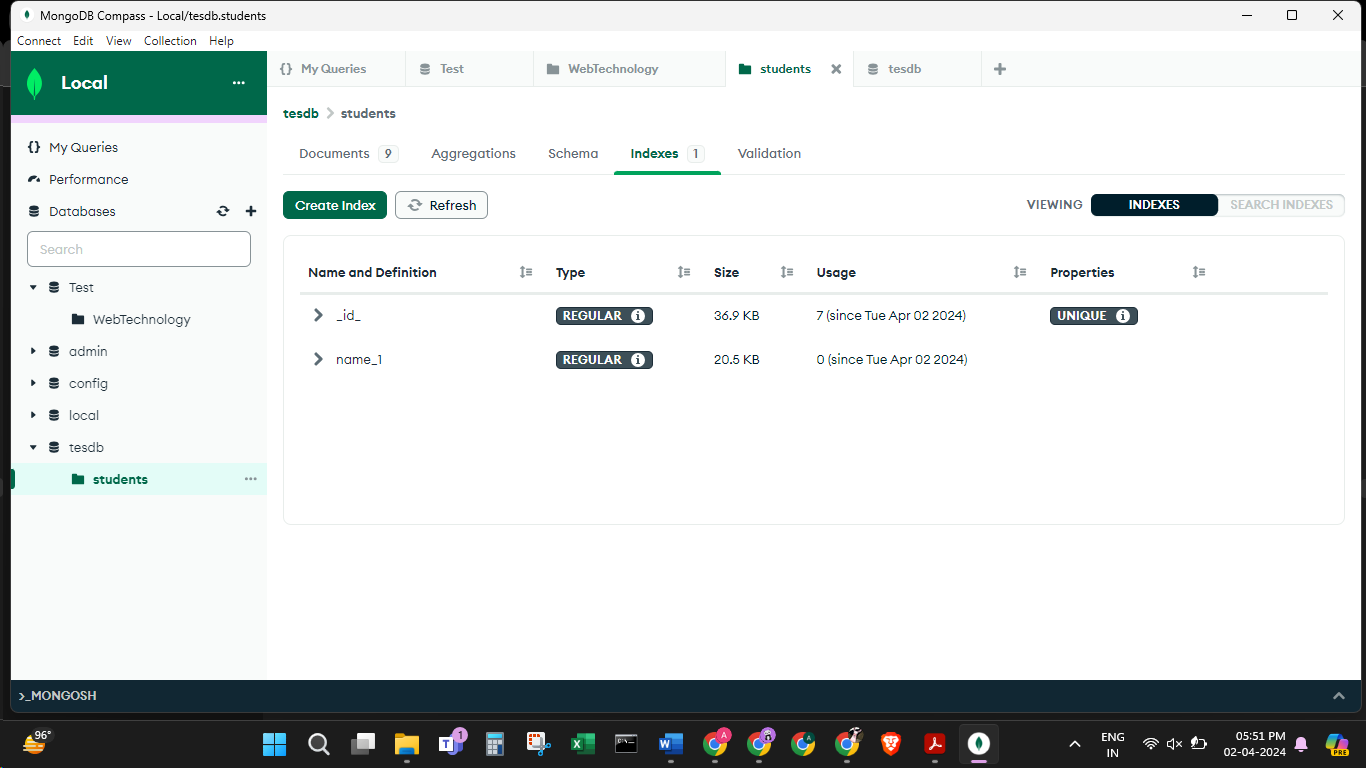 MongoDB Compass - Local/tesdb.students
Connect Edit View Collection Help
Local
My Queries
Performance
Databases
Search
Test
WebTechnology
admin
config
local
tesdb
students
My Queries Test WebTechnology students tesdb
tesdb > students
Documents 9 Aggregations Schema Indexes 1 Validation
Create Index Refresh VIEWING INDEXES SEARCH INDEXES
Name and Definition Type Size Usage Properties
_id_ REGULAR 36.9 KB 7 (since Tue Apr 02 2024) UNIQUE
name_1 REGULAR 20.5 KB 0 (since Tue Apr 02 2024)
>_MONGOSH
96°
1
A
A
ENG
IN
05:51 PM
02-04-2024
PRE